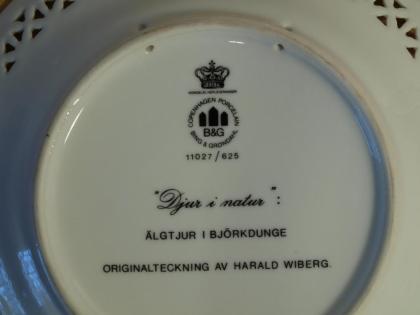 COPENHAGEN PORCELAIN
B&G
BING & GRØNDAHL
11027/625
"Djur i natur":
ÄLGTJUR I BJÖRKDUNGE
ORIGINALTECKNING AV HARALD WIBERG.